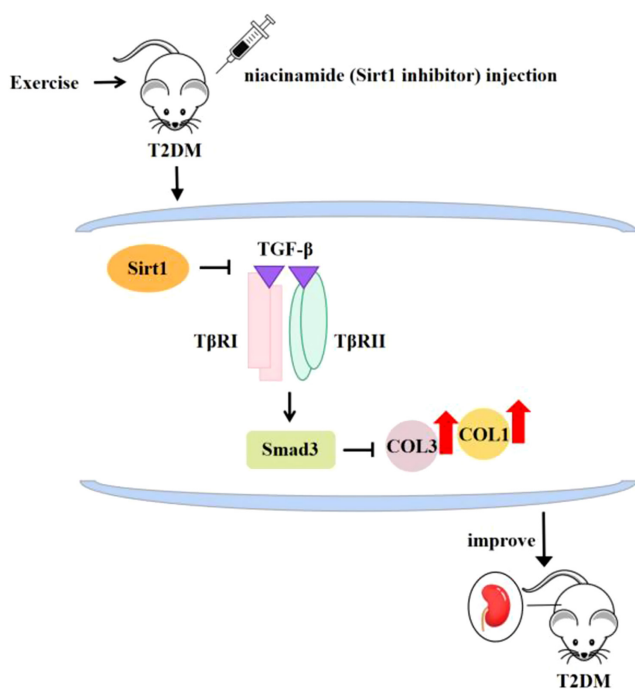 niacinamide (Sirt1 inhibitor) injection
Exercise
T2DM
TGF-β
Sirt1
TβRI
TβRII
Smad3
COL3
COL1
improve
T2DM